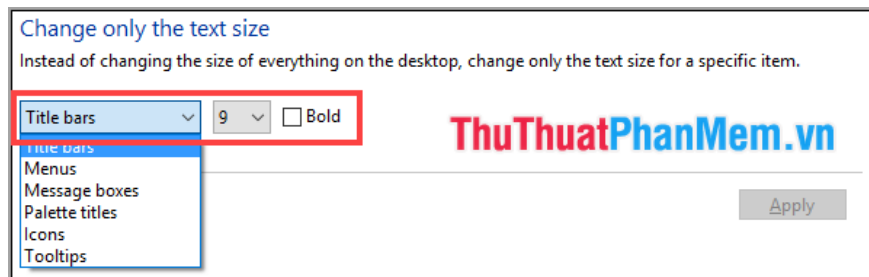 Change only the text size
Instead of changing the size of everything on the desktop, change only the text size for a specific item.
Title bars 9 Bold
ThuThuatPhanMem.vn
Title bars
Menus
Message boxes
Palette titles
Icons
Tooltips
Apply